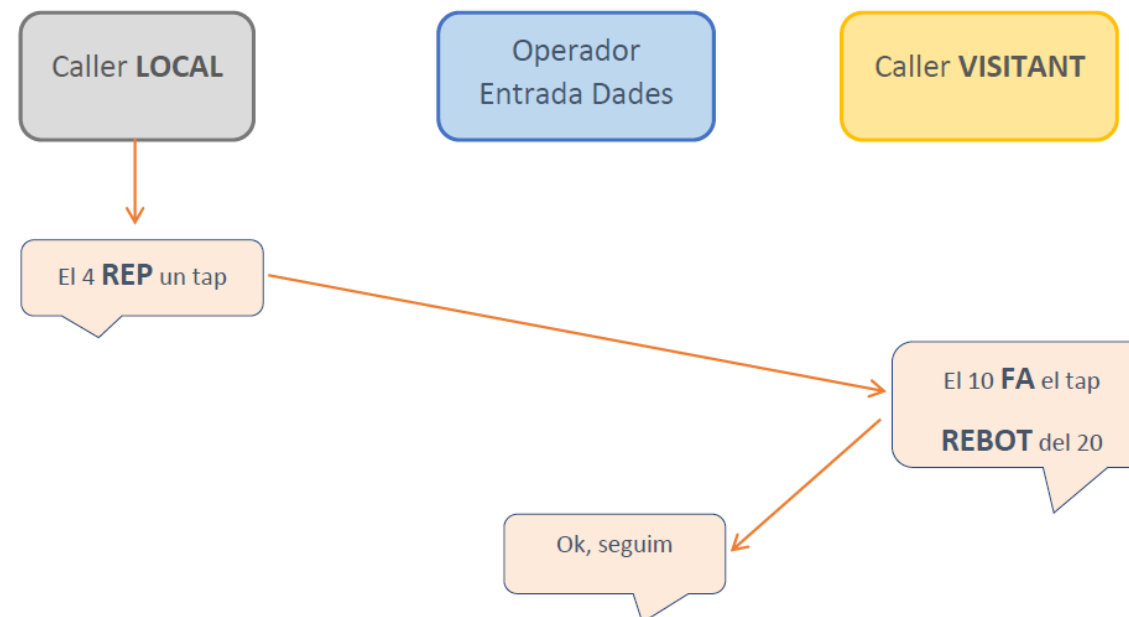 Caller LOCAL
Operador
Entrada Dades
Caller VISITANT
El 4 REP un tap
El 10 FA el tap
REBOT del 20
Ok, seguim